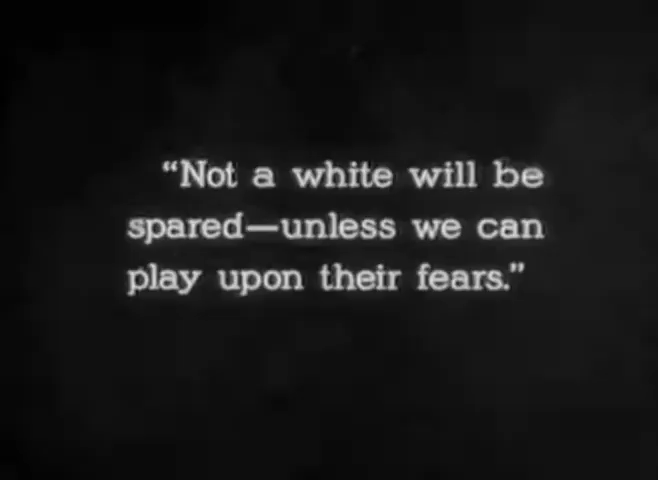 “Not a white will be
spared—unless we can
play upon their fears.”